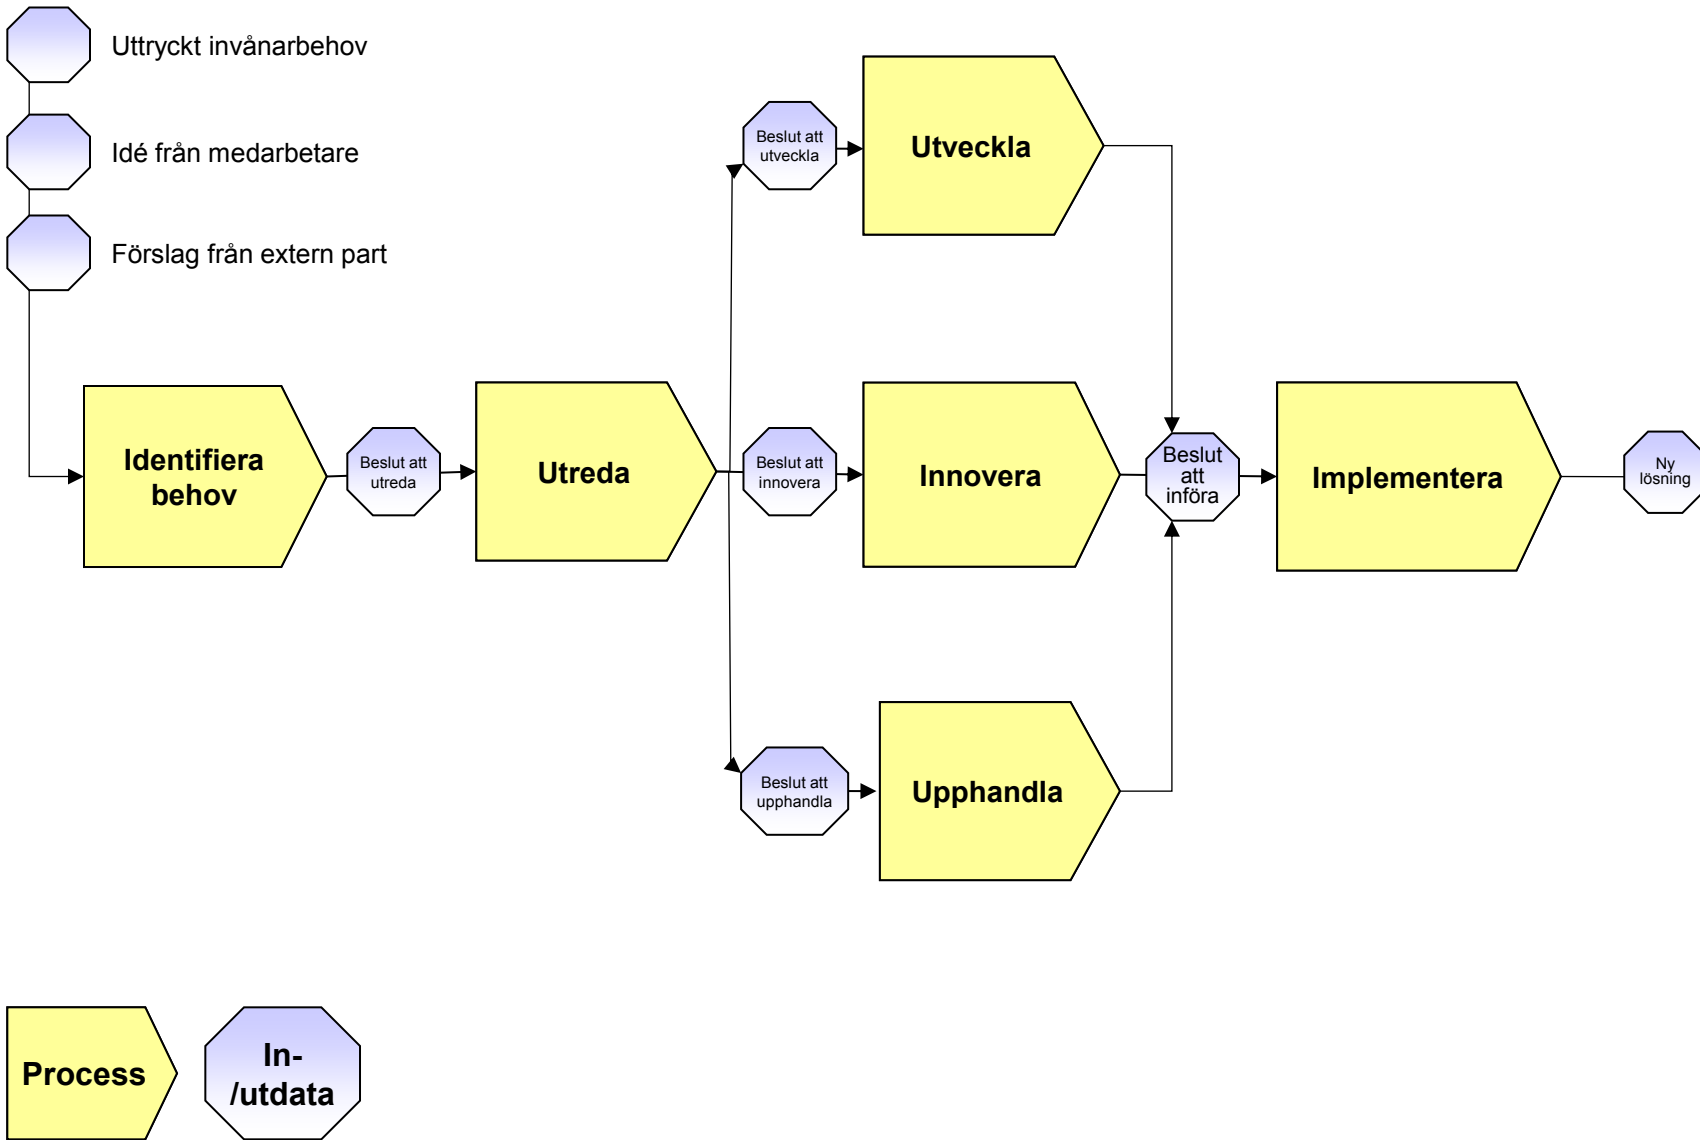 Uttryckt invånarbehov
Idé från medarbetare
Förslag från extern part
Identifiera
behov
Beslut att
utreda
Utreda
Beslut att
utveckla
Utveckla
Beslut att
innovera
Innovera
Beslut att
upphandla
Upphandla
Beslut
att
införa
Implementera
Ny
lösning
Process
In-
/utdata